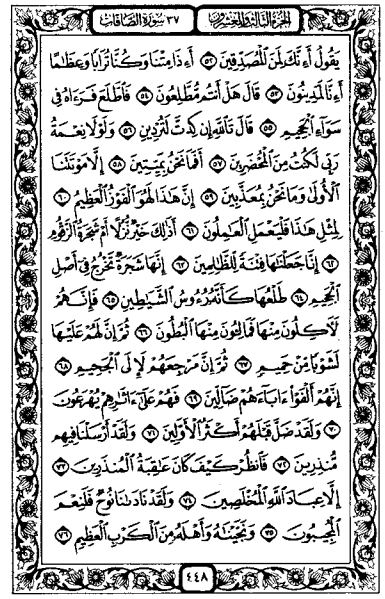 الجزء الثالث والعشرون
٣٧ سورة الصافات
يَقُولُ أَءِنَّكَ لَمِنَ ٱلْمُصَدِّقِينَ ٥٢ أَءِذَا مِتْنَا وَكُنَّا تُرَابًا وَعِظَٰمًا
أَءِنَّا لَمَدِينُونَ ٥٣ قَالَ هَلْ أَنتُم مُّطَّلِعُونَ ٥٤ فَٱطَّلَعَ فَرَءَاهُ فِى
سَوَآءِ ٱلْجَحِيمِ ٥٥ قَالَ تَٱللَّهِ إِن كِدتَّ لَتُرْدِينِ ٥٦ وَلَوْلَا نِعْمَةُ
رَبِّى لَكُنتُ مِنَ ٱلْمُحْضَرِينَ ٥٧ أَفَمَا نَحْنُ بِمَيِّتِينَ ٥٨ إِلَّا مَوْتَتَنَا
ٱلْأُولَىٰ وَمَا نَحْنُ بِمُعَذَّبِينَ ٥٩ إِنَّ هَٰذَا لَهُوَ ٱلْفَوْزُ ٱلْعَظِيمُ ٦٠
لِمِثْلِ هَٰذَا فَلْيَعْمَلِ ٱلْعَٰمِلُونَ ٦١ أَذَٰلِكَ خَيْرٌ نُّزُلًا أَمْ شَجَرَةُ ٱلزَّقُّومِ
٦٢ إِنَّا جَعَلْنَٰهَا فِتْنَةً لِّلظَّٰلِمِينَ ٦٣ إِنَّهَا شَجَرَةٌ تَخْرُجُ فِىٓ أَصْلِ
ٱلْجَحِيمِ ٦٤ طَلْعُهَا كَأَنَّهُۥ رُءُوسُ ٱلشَّيَٰطِينِ ٦٥ فَإِنَّهُمْ
لَءَاكِلُونَ مِنْهَا فَمَالِـُٔونَ مِنْهَا ٱلْبُطُونَ ٦٦ ثُمَّ إِنَّ لَهُمْ عَلَيْهَا
لَشَوْبًا مِّنْ حَمِيمٍ ٦٧ ثُمَّ إِنَّ مَرْجِعَهُمْ لَإِلَى ٱلْجَحِيمِ ٦٨
إِنَّهُمْ أَلْفَوْا۟ ءَابَآءَهُمْ ضَآلِّينَ ٦٩ فَهُمْ عَلَىٰٓ ءَاثَٰرِهِمْ يُهْرَعُونَ
٧٠ وَلَقَدْ ضَلَّ قَبْلَهُمْ أَكْثَرُ ٱلْأَوَّلِينَ ٧١ وَلَقَدْ أَرْسَلْنَا فِيهِم
مُّنذِرِينَ ٧٢ فَٱنظُرْ كَيْفَ كَانَ عَٰقِبَةُ ٱلْمُنذَرِينَ ٧٣
إِلَّا عِبَادَ ٱللَّهِ ٱلْمُخْلَصِينَ ٧٤ وَلَقَدْ نَادَىٰنَا نُوحٌ فَلَنِعْمَ
ٱلْمُجِيبُونَ ٧٥ وَنَجَّيْنَٰهُ وَأَهْلَهُۥ مِنَ ٱلْكَرْبِ ٱلْعَظِيمِ ٧٦
٤٤٨